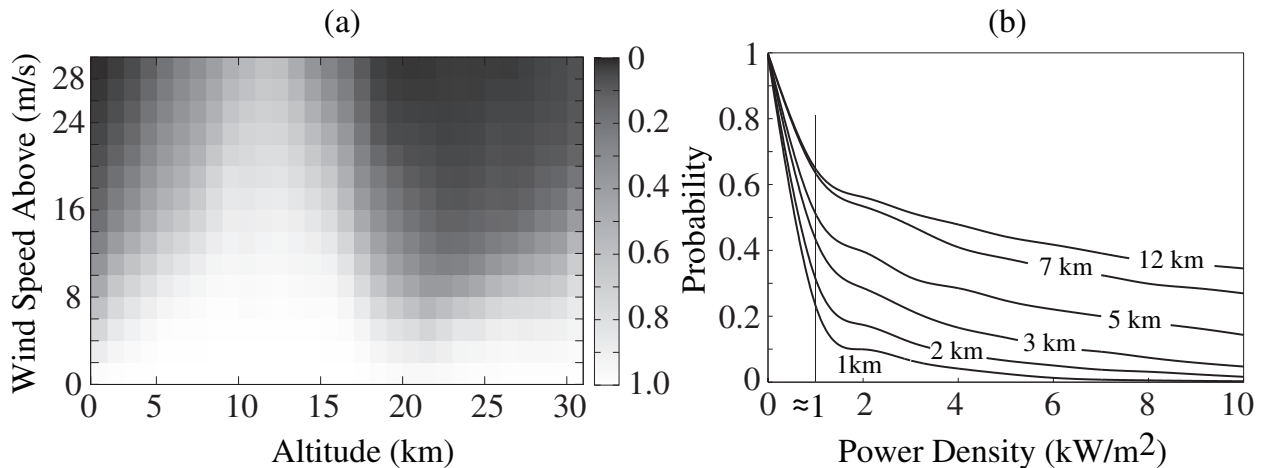 (a)
Wind Speed Above (m/s)
28
24
20
16
12
8
4
0
0 5 10 15 20 25 30
Altitude (km)
0
0.2
0.4
0.6
0.8
1.0
(b)
Probability
1
0.8
0.6
0.4
0.2
0
12 km
7 km
5 km
3 km
2 km
1km
0 ≈1 2 4 6 8 10
Power Density (kW/m2)